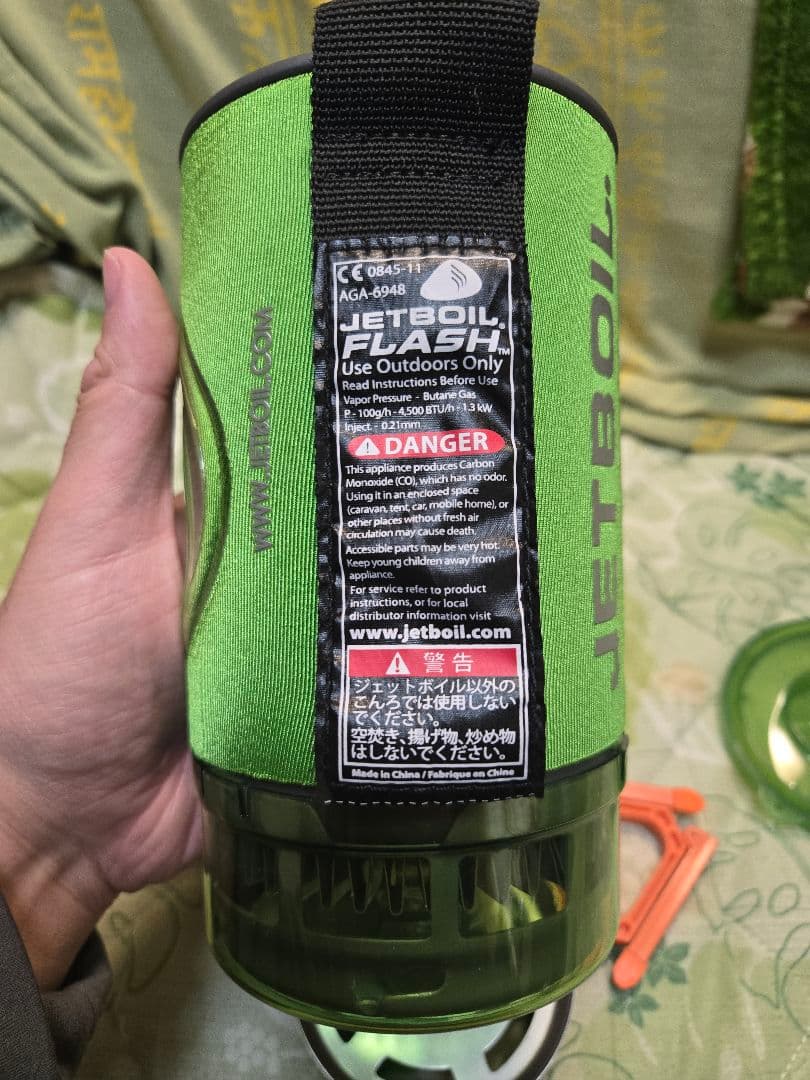 CE 0845-11
AGA-6948
JETBOIL®
FLASH™
Use Outdoors Only
Read Instructions Before Use
Vapor Pressure - Butane Gas
P - 100g/h - 4,500 BTU/h - 1.3 kW
Inject. - 0.21mm
DANGER
This appliance produces Carbon
Monoxide (CO), which has no odor.
Using it in an enclosed space
(caravan, tent, car, mobile home), or
other places without fresh air
circulation may cause death.
Accessible parts may be very hot.
Keep young children away from
appliance.
For service refer to product
instructions, or for local
distributor information visit
www.jetboil.com
警告
ジェットボイル以外の
こんろでは使用しない
でください。
空焚き、揚げ物、炒め物
はしないでください。
Made in China / Fabrique en Chine
WWW.JETBOIL.COM
JETBOIL.